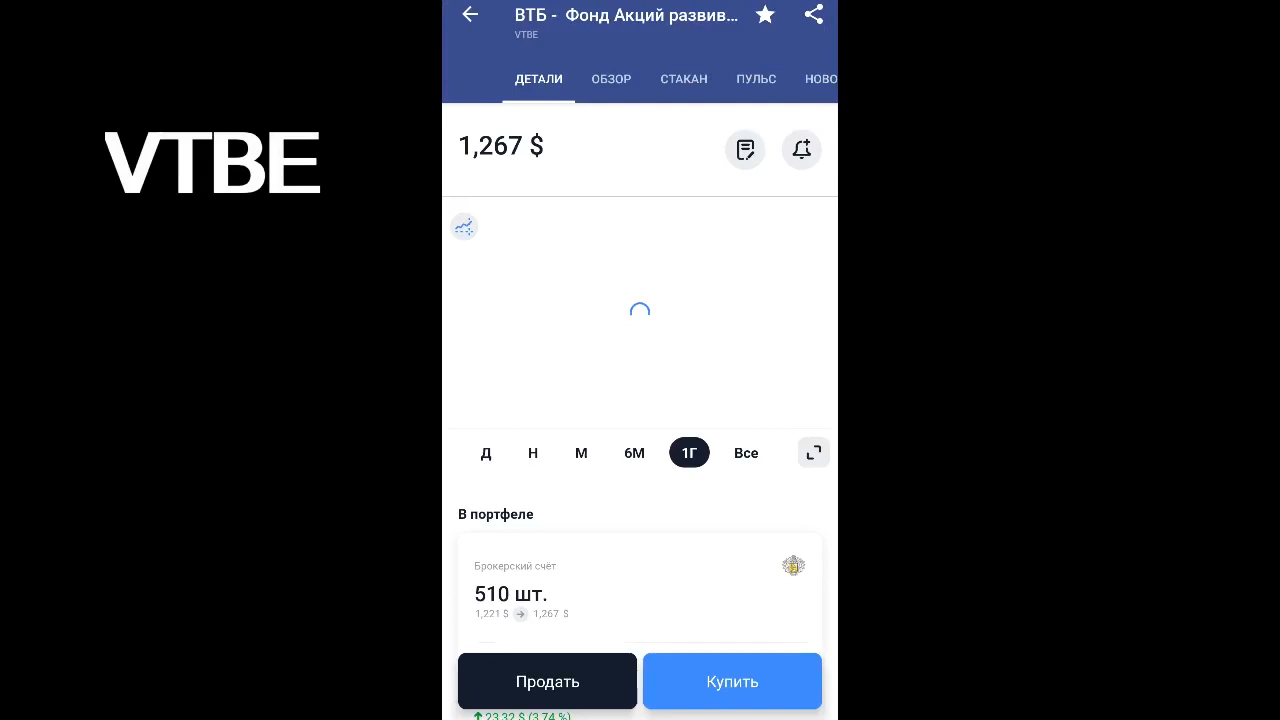 VTBE
ВТБ - Фонд Акций развив...
VTBE
ДЕТАЛИ ОБЗОР СТАКАН ПУЛЬС НОВО
1,267 $
Д Н М 6М 1Г Все
В портфеле
Брокерский счёт
510 шт.
1,221 $ → 1,267 $
Продать Купить
23,32 $ (3,74 %)